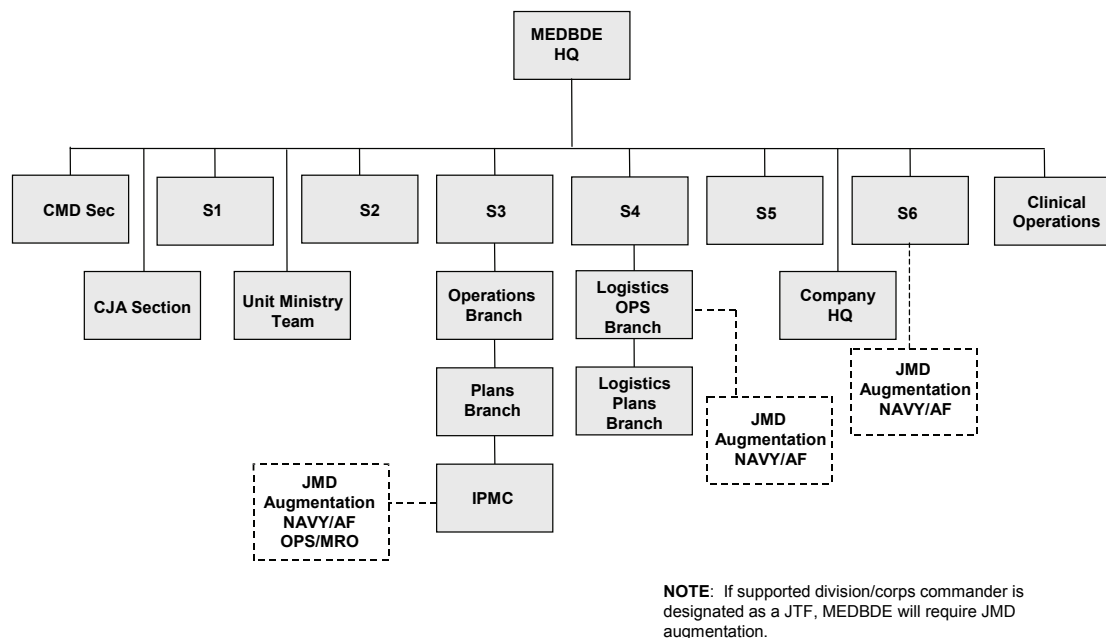 MEDBDE
HQ
CMD Sec
S1
S2
S3
S4
S5
S6
Clinical
Operations
CJA Section
Unit Ministry
Team
Operations
Branch
Logistics
OPS
Branch
Company
HQ
Plans
Branch
Logistics
Plans
Branch
JMD
Augmentation
NAVY/AF
JMD
Augmentation
NAVY/AF
JMD
Augmentation
NAVY/AF
OPS/MRO
IPMC
NOTE: If supported division/corps commander is
designated as a JTF, MEDBDE will require JMD
augmentation.